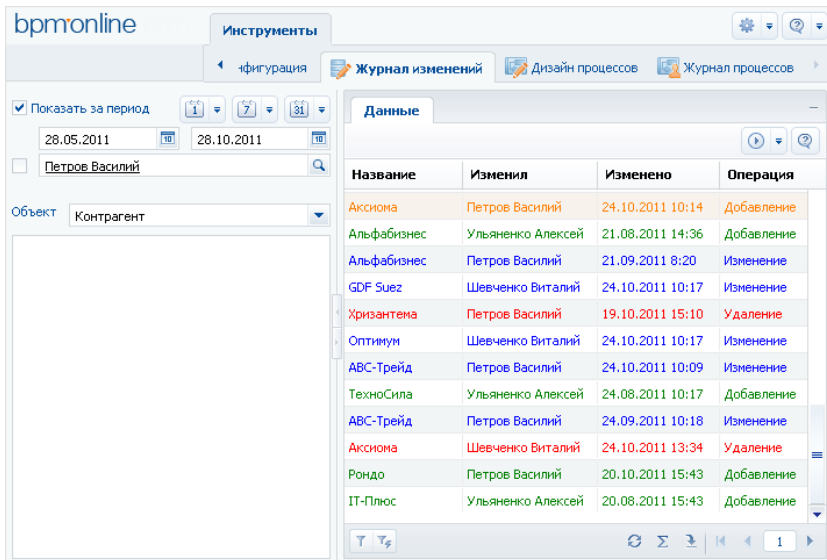 bpmonline
Инструменты
нфигурация
Журнал изменений
Дизайн процессов
Журнал процессов
Показать за период
1
7
31
28.05.2011
10
28.10.2011
10
Петров Василий
Объект
Контрагент
Данные
Название Изменил Изменено Операция
Аксиома Петров Василий 24.10.2011 10:14 Добавление
Альфабизнес Ульяненко Алексей 21.08.2011 14:36 Добавление
Альфабизнес Петров Василий 21.09.2011 8:20 Изменение
GDF Suez Шевченко Виталий 24.10.2011 10:17 Изменение
Хризантема Петров Василий 19.10.2011 15:10 Удаление
Оптимум Шевченко Виталий 24.10.2011 10:17 Изменение
АВС-Трейд Петров Василий 24.10.2011 10:09 Изменение
ТехноСила Ульяненко Алексей 24.08.2011 10:17 Добавление
АВС-Трейд Петров Василий 24.09.2011 10:18 Изменение
Аксиома Шевченко Виталий 24.10.2011 13:34 Удаление
Рондо Петров Василий 20.10.2011 15:43 Добавление
IT-Плюс Ульяненко Алексей 20.08.2011 15:43 Добавление
1